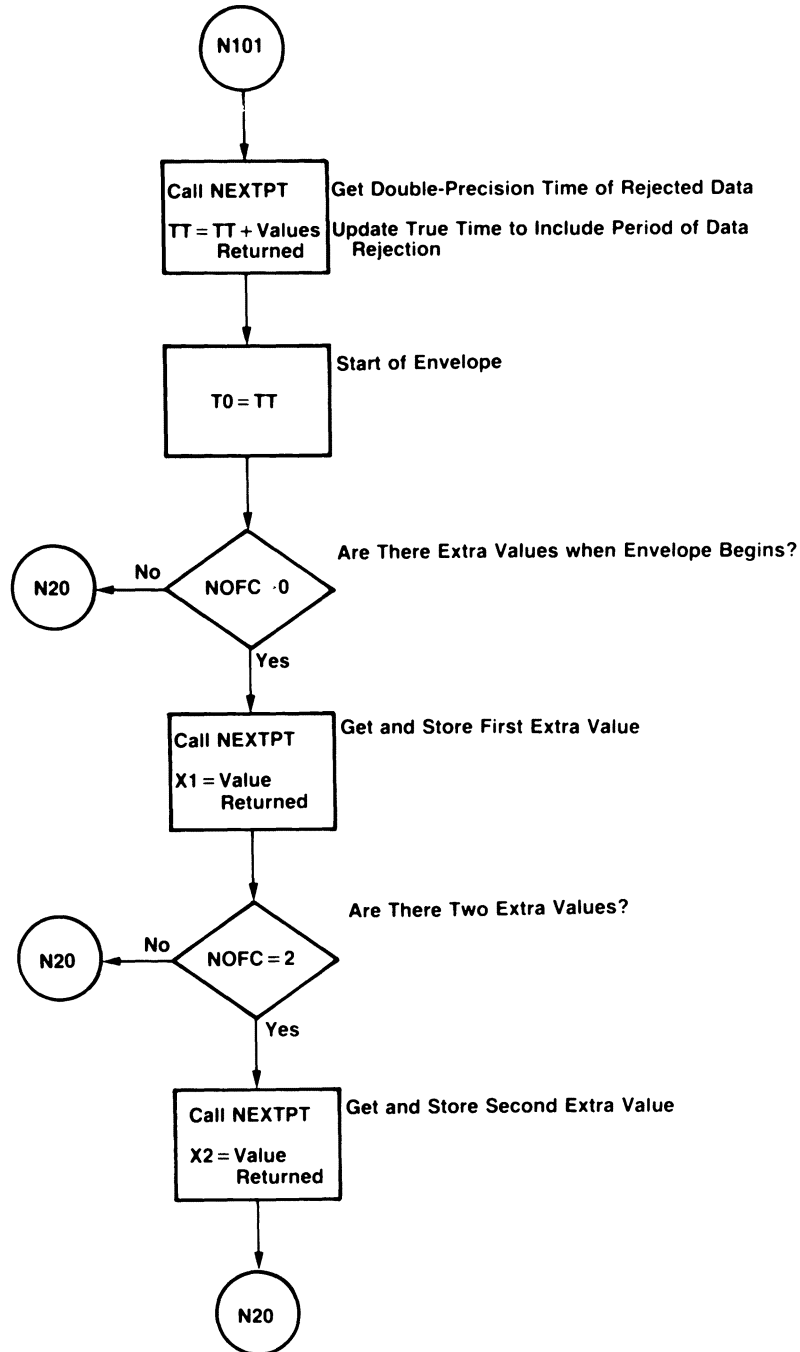 N101
Call NEXTPT
Get Double-Precision Time of Rejected Data
TT = TT + Values
Returned
Update True Time to Include Period of Data
Rejection
Start of Envelope
T0 = TT
Are There Extra Values when Envelope Begins?
No
N20
NOFC 0
Yes
Call NEXTPT
Get and Store First Extra Value
X1 = Value
Returned
Are There Two Extra Values?
No
N20
NOFC = 2
Yes
Call NEXTPT
Get and Store Second Extra Value
X2 = Value
Returned
N20